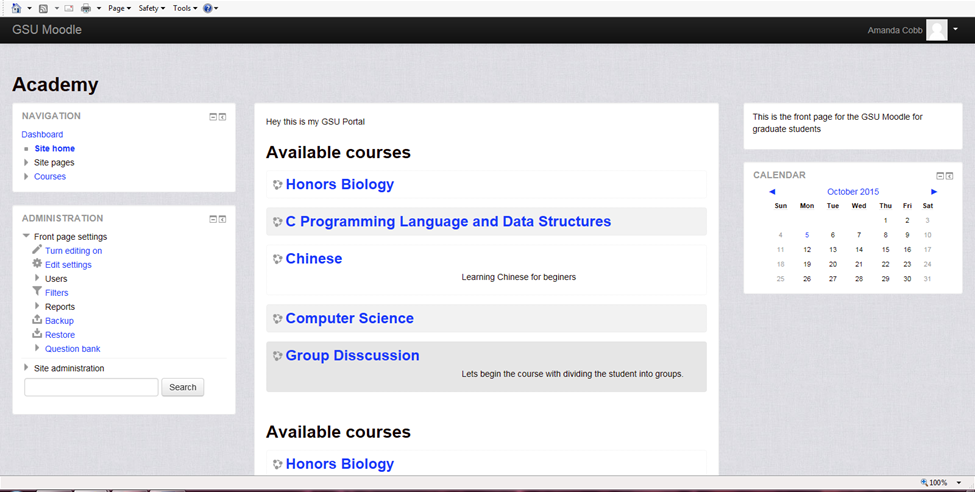 Page Safety Tools
GSU Moodle
Amanda Cobb
Academy
NAVIGATION
Dashboard
Site home
Site pages
Courses
ADMINISTRATION
Front page settings
Turn editing on
Edit settings
Users
Filters
Reports
Backup
Restore
Question bank
Site administration
Search
Hey this is my GSU Portal
Available courses
Honors Biology
C Programming Language and Data Structures
Chinese
Learning Chinese for beginers
Computer Science
Group Disscussion
Lets begin the course with dividing the student into groups.
Available courses
Honors Biology
This is the front page for the GSU Moodle for
graduate students
CALENDAR
October 2015
Sun Mon Tue Wed Thu Fri Sat
1 2 3
4 5 6 7 8 9 10
11 12 13 14 15 16 17
18 19 20 21 22 23 24
25 26 27 28 29 30 31
100%